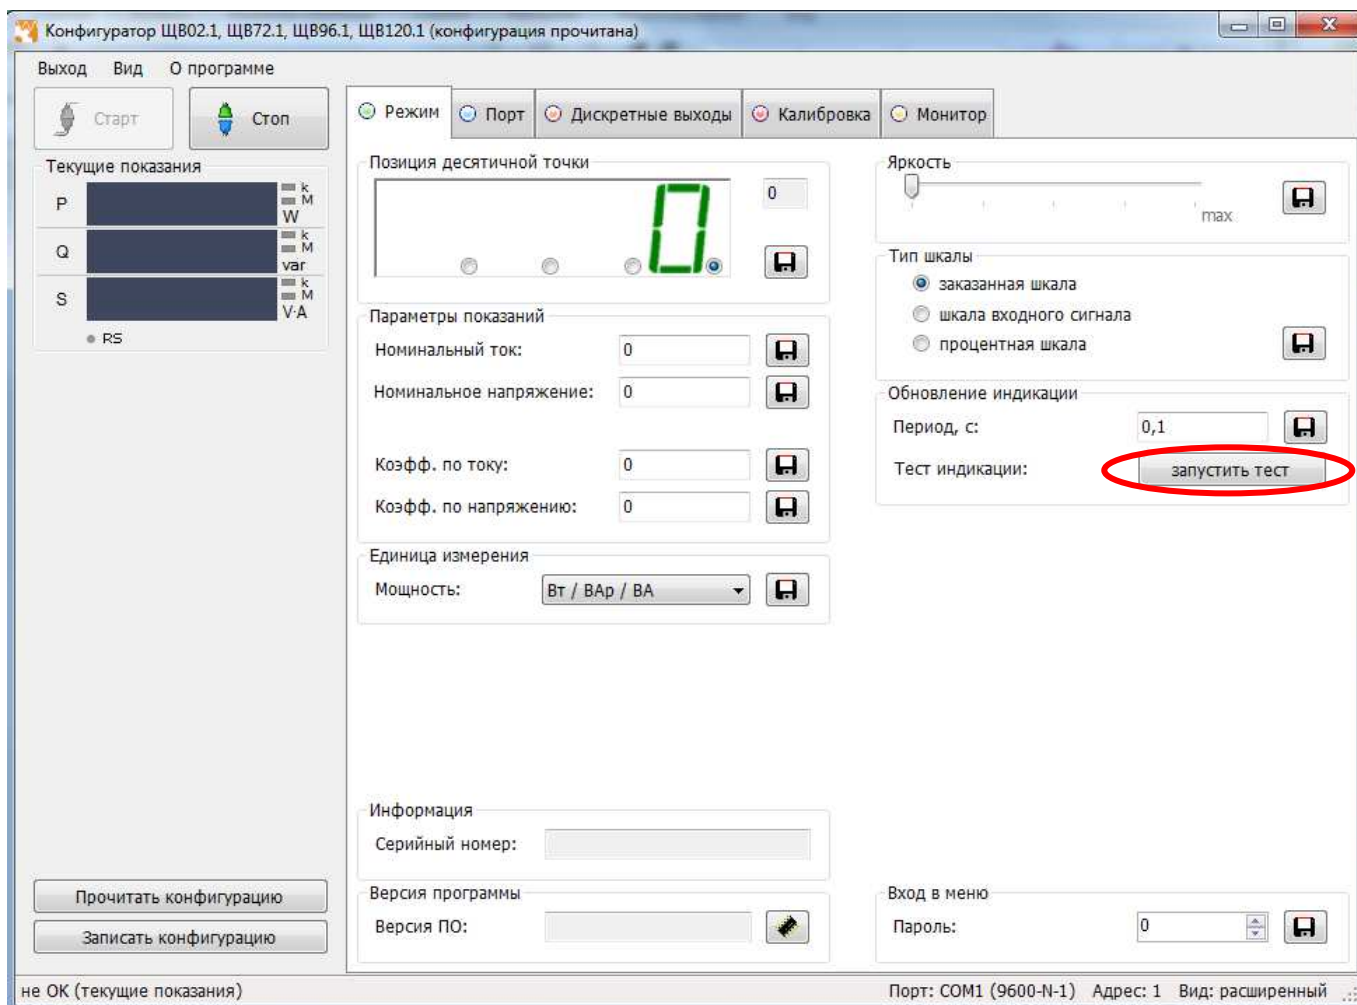 Конфигуратор ЩВ02.1, ЩВ72.1, ЩВ96.1, ЩВ120.1 (конфигурация прочитана)
Выход Вид О программе
Старт Стоп
Текущие показания
P k M W
Q k M var
S k M V·A
RS
Прочитать конфигурацию
Записать конфигурацию
Режим Порт Дискретные выходы Калибровка Монитор
Позиция десятичной точки
0. 0
Параметры показаний
Номинальный ток: 0
Номинальное напряжение: 0
Коэфф. по току: 0
Коэфф. по напряжению: 0
Единица измерения
Мощность: Вт / ВАр / ВА
Информация
Серийный номер:
Версия программы
Версия ПО:
Яркость
max
Тип шкалы
заказанная шкала
шкала входного сигнала
процентная шкала
Обновление индикации
Период, с: 0,1
Тест индикации: запустить тест
Вход в меню
Пароль: 0
не ОК (текущие показания) Порт: COM1 (9600-N-1) Адрес: 1 Вид: расширенный